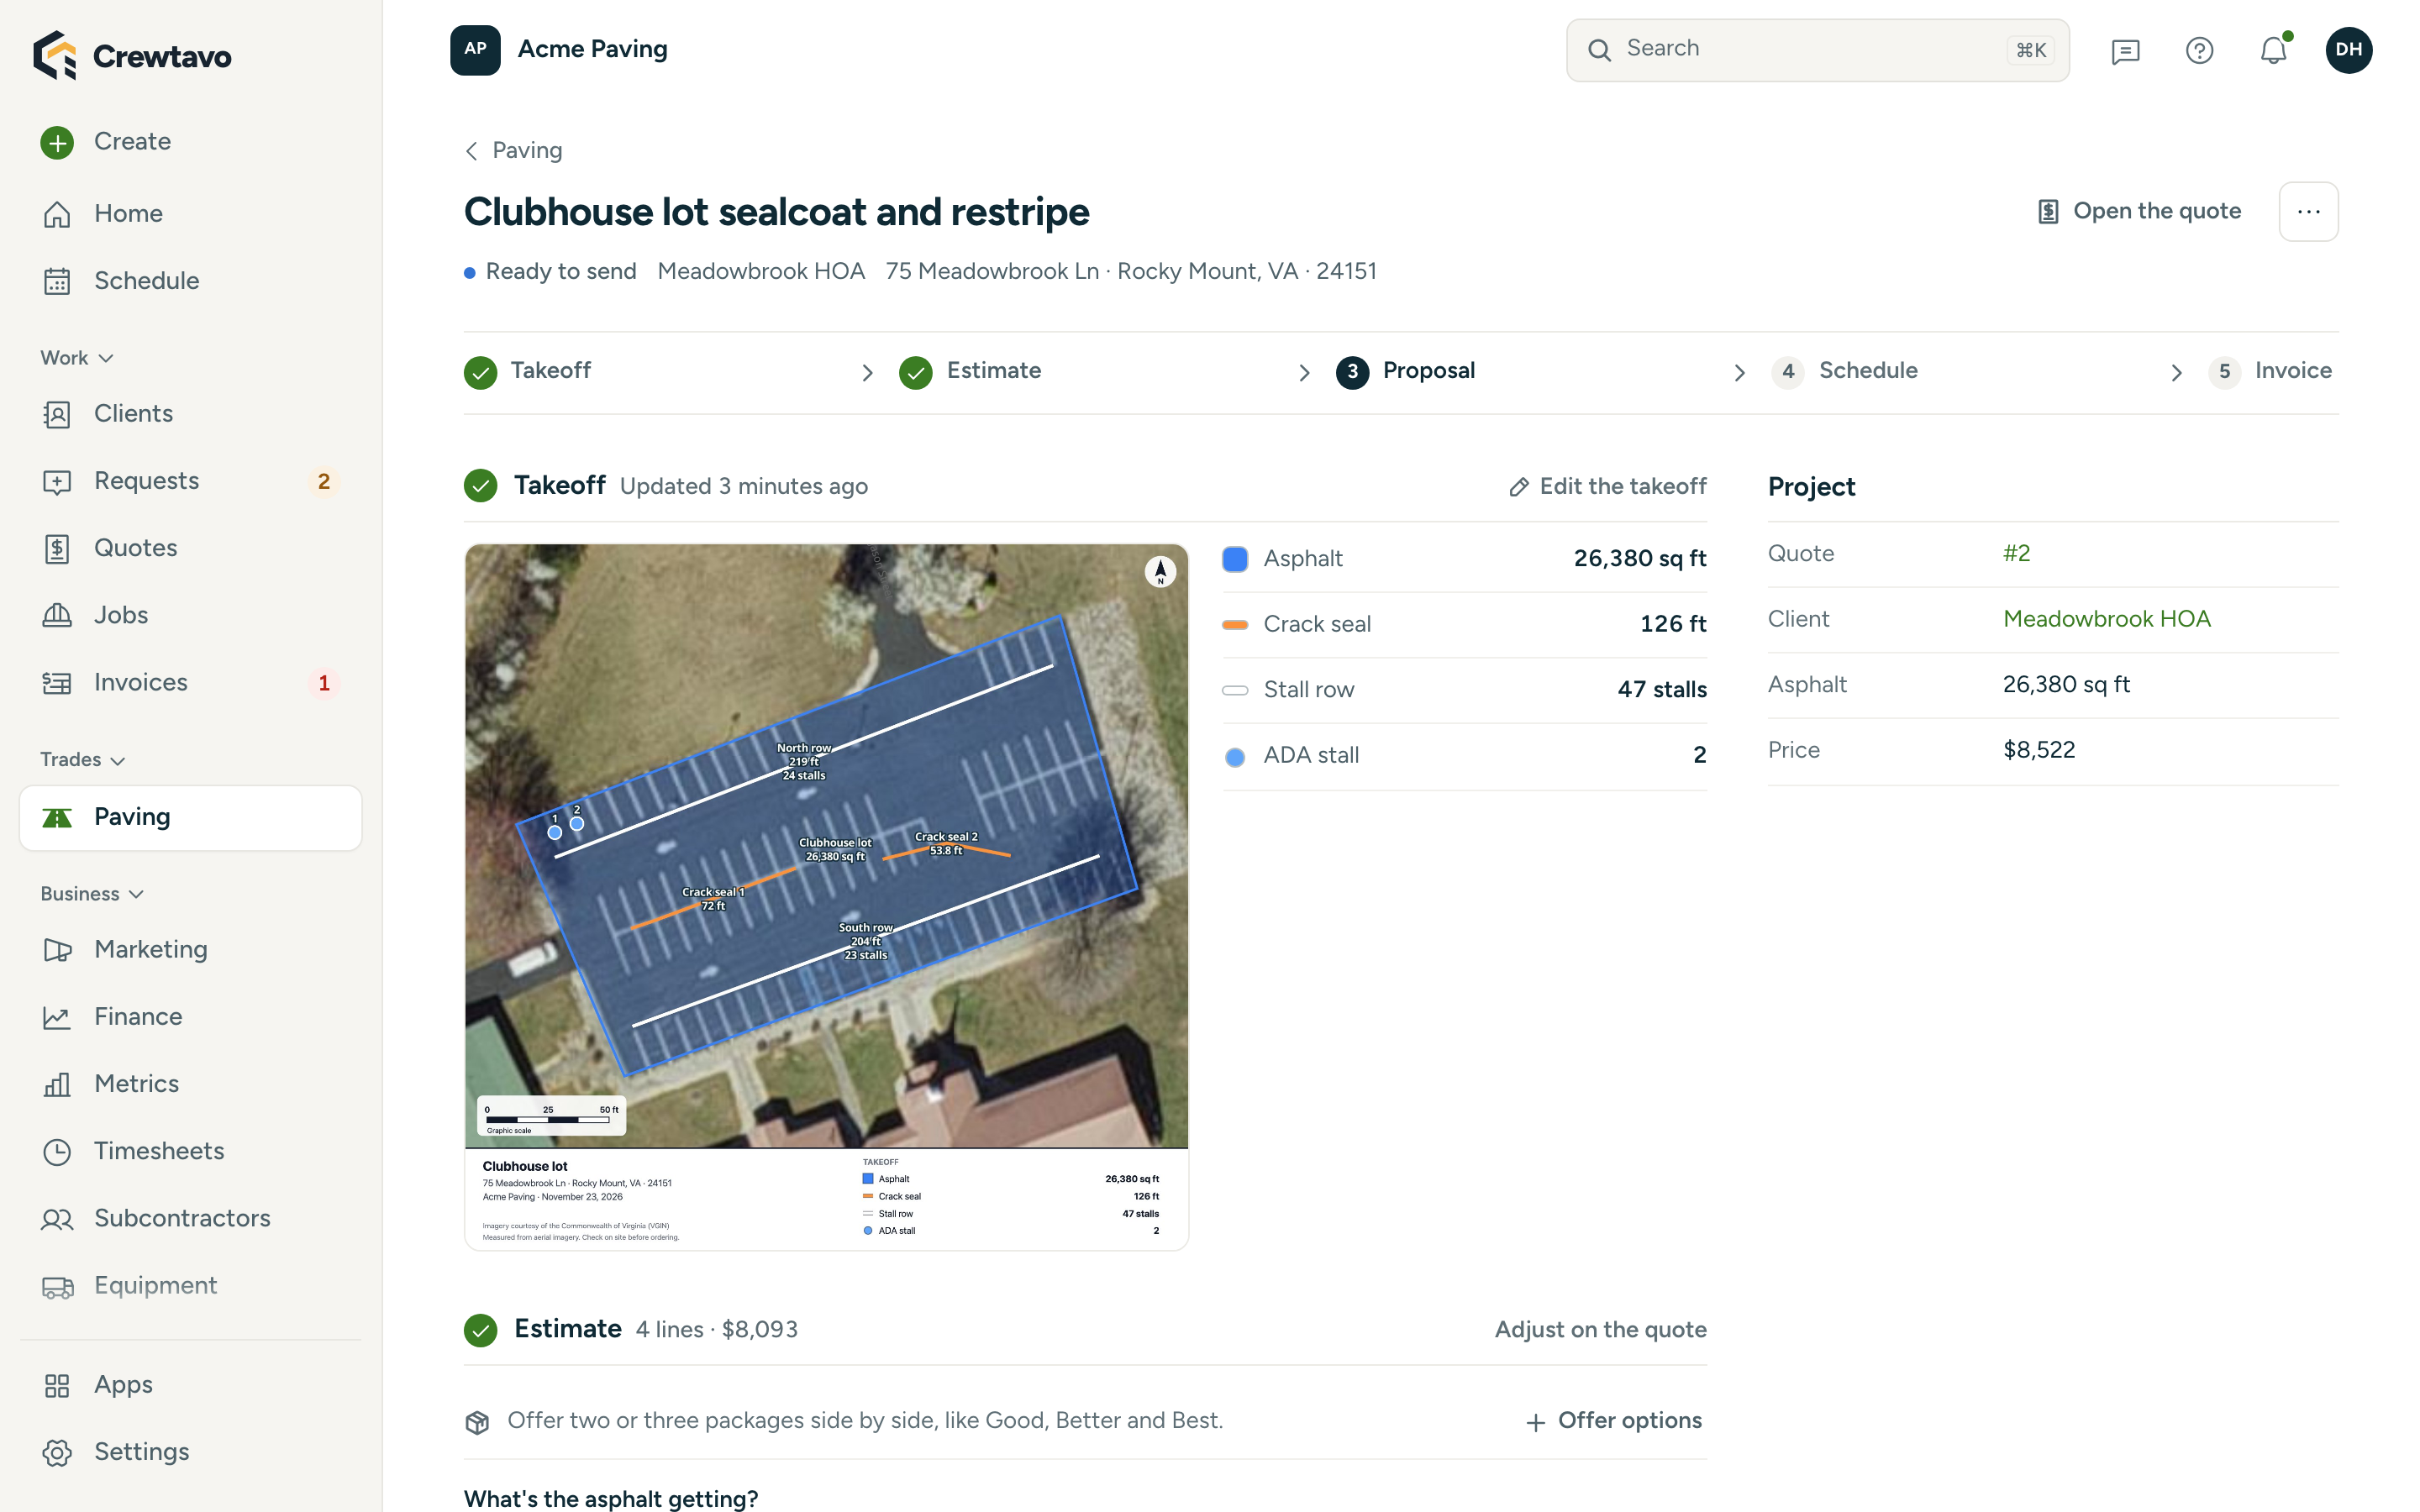 Crewtavo
Create
Home
Schedule
Work
Clients
Requests 2
Quotes
Jobs
Invoices 1
Trades
Paving
Business
Marketing
Finance
Metrics
Timesheets
Subcontractors
Equipment
Apps
Settings
AP Acme Paving
Search ⌘K
DH
Paving
Clubhouse lot sealcoat and restripe
Open the quote
Ready to send Meadowbrook HOA 75 Meadowbrook Ln · Rocky Mount, VA · 24151
Takeoff
Estimate
3 Proposal
4 Schedule
5 Invoice
Takeoff Updated 3 minutes ago
Edit the takeoff
N
North row
219 ft
24 stalls
1
2
Clubhouse lot
26,380 sq ft
Crack seal 2
53.8 ft
Crack seal 1
72 ft
South row
204 ft
23 stalls
0 25 50 ft
Graphic scale
Clubhouse lot
75 Meadowbrook Ln · Rocky Mount, VA · 24151
Acme Paving · November 23, 2026
Imagery courtesy of the Commonwealth of Virginia (VGIN)
Measured from aerial imagery. Check on site before ordering.
TAKEOFF
Asphalt 26,380 sq ft
Crack seal 126 ft
Stall row 47 stalls
ADA stall 2
Asphalt 26,380 sq ft
Crack seal 126 ft
Stall row 47 stalls
ADA stall 2
Project
Quote #2
Client Meadowbrook HOA
Asphalt 26,380 sq ft
Price $8,522
Estimate 4 lines · $8,093
Adjust on the quote
Offer two or three packages side by side, like Good, Better and Best.
Offer options
What's the asphalt getting?